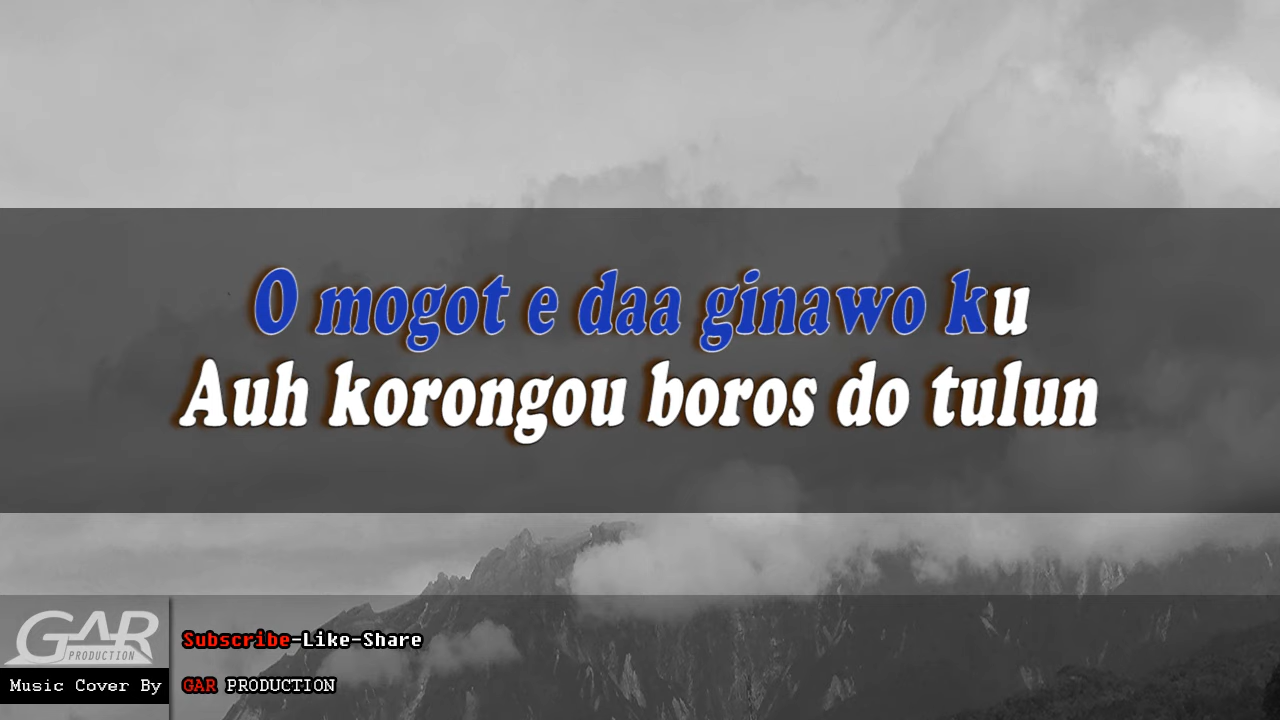 O mogot e daa ginawo ku
Auh korongou boros do tulun
GAR
PRODUCTION
Subscribe-Like-Share
Music Cover By
GAR PRODUCTION